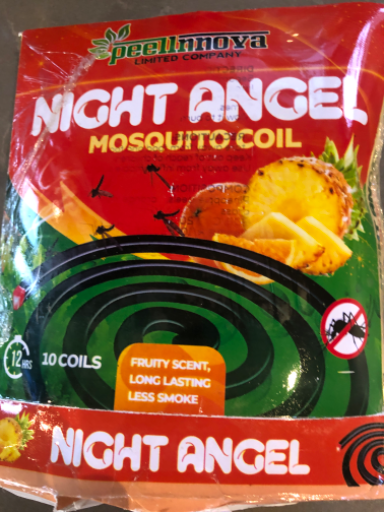 peelInnova
LIMITED COMPANY
NIGHT ANGEL
MOSQUITO COIL
12 HRS
10 COILS
FRUITY SCENT,
LONG LASTING
LESS SMOKE
NIGHT ANGEL